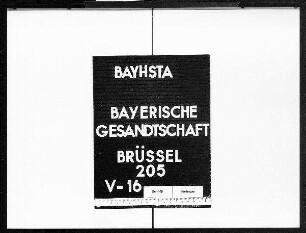 BAYHSTA
BAYERISCHE
GESANDTSCHAFT
BRÜSSEL
205
V-16